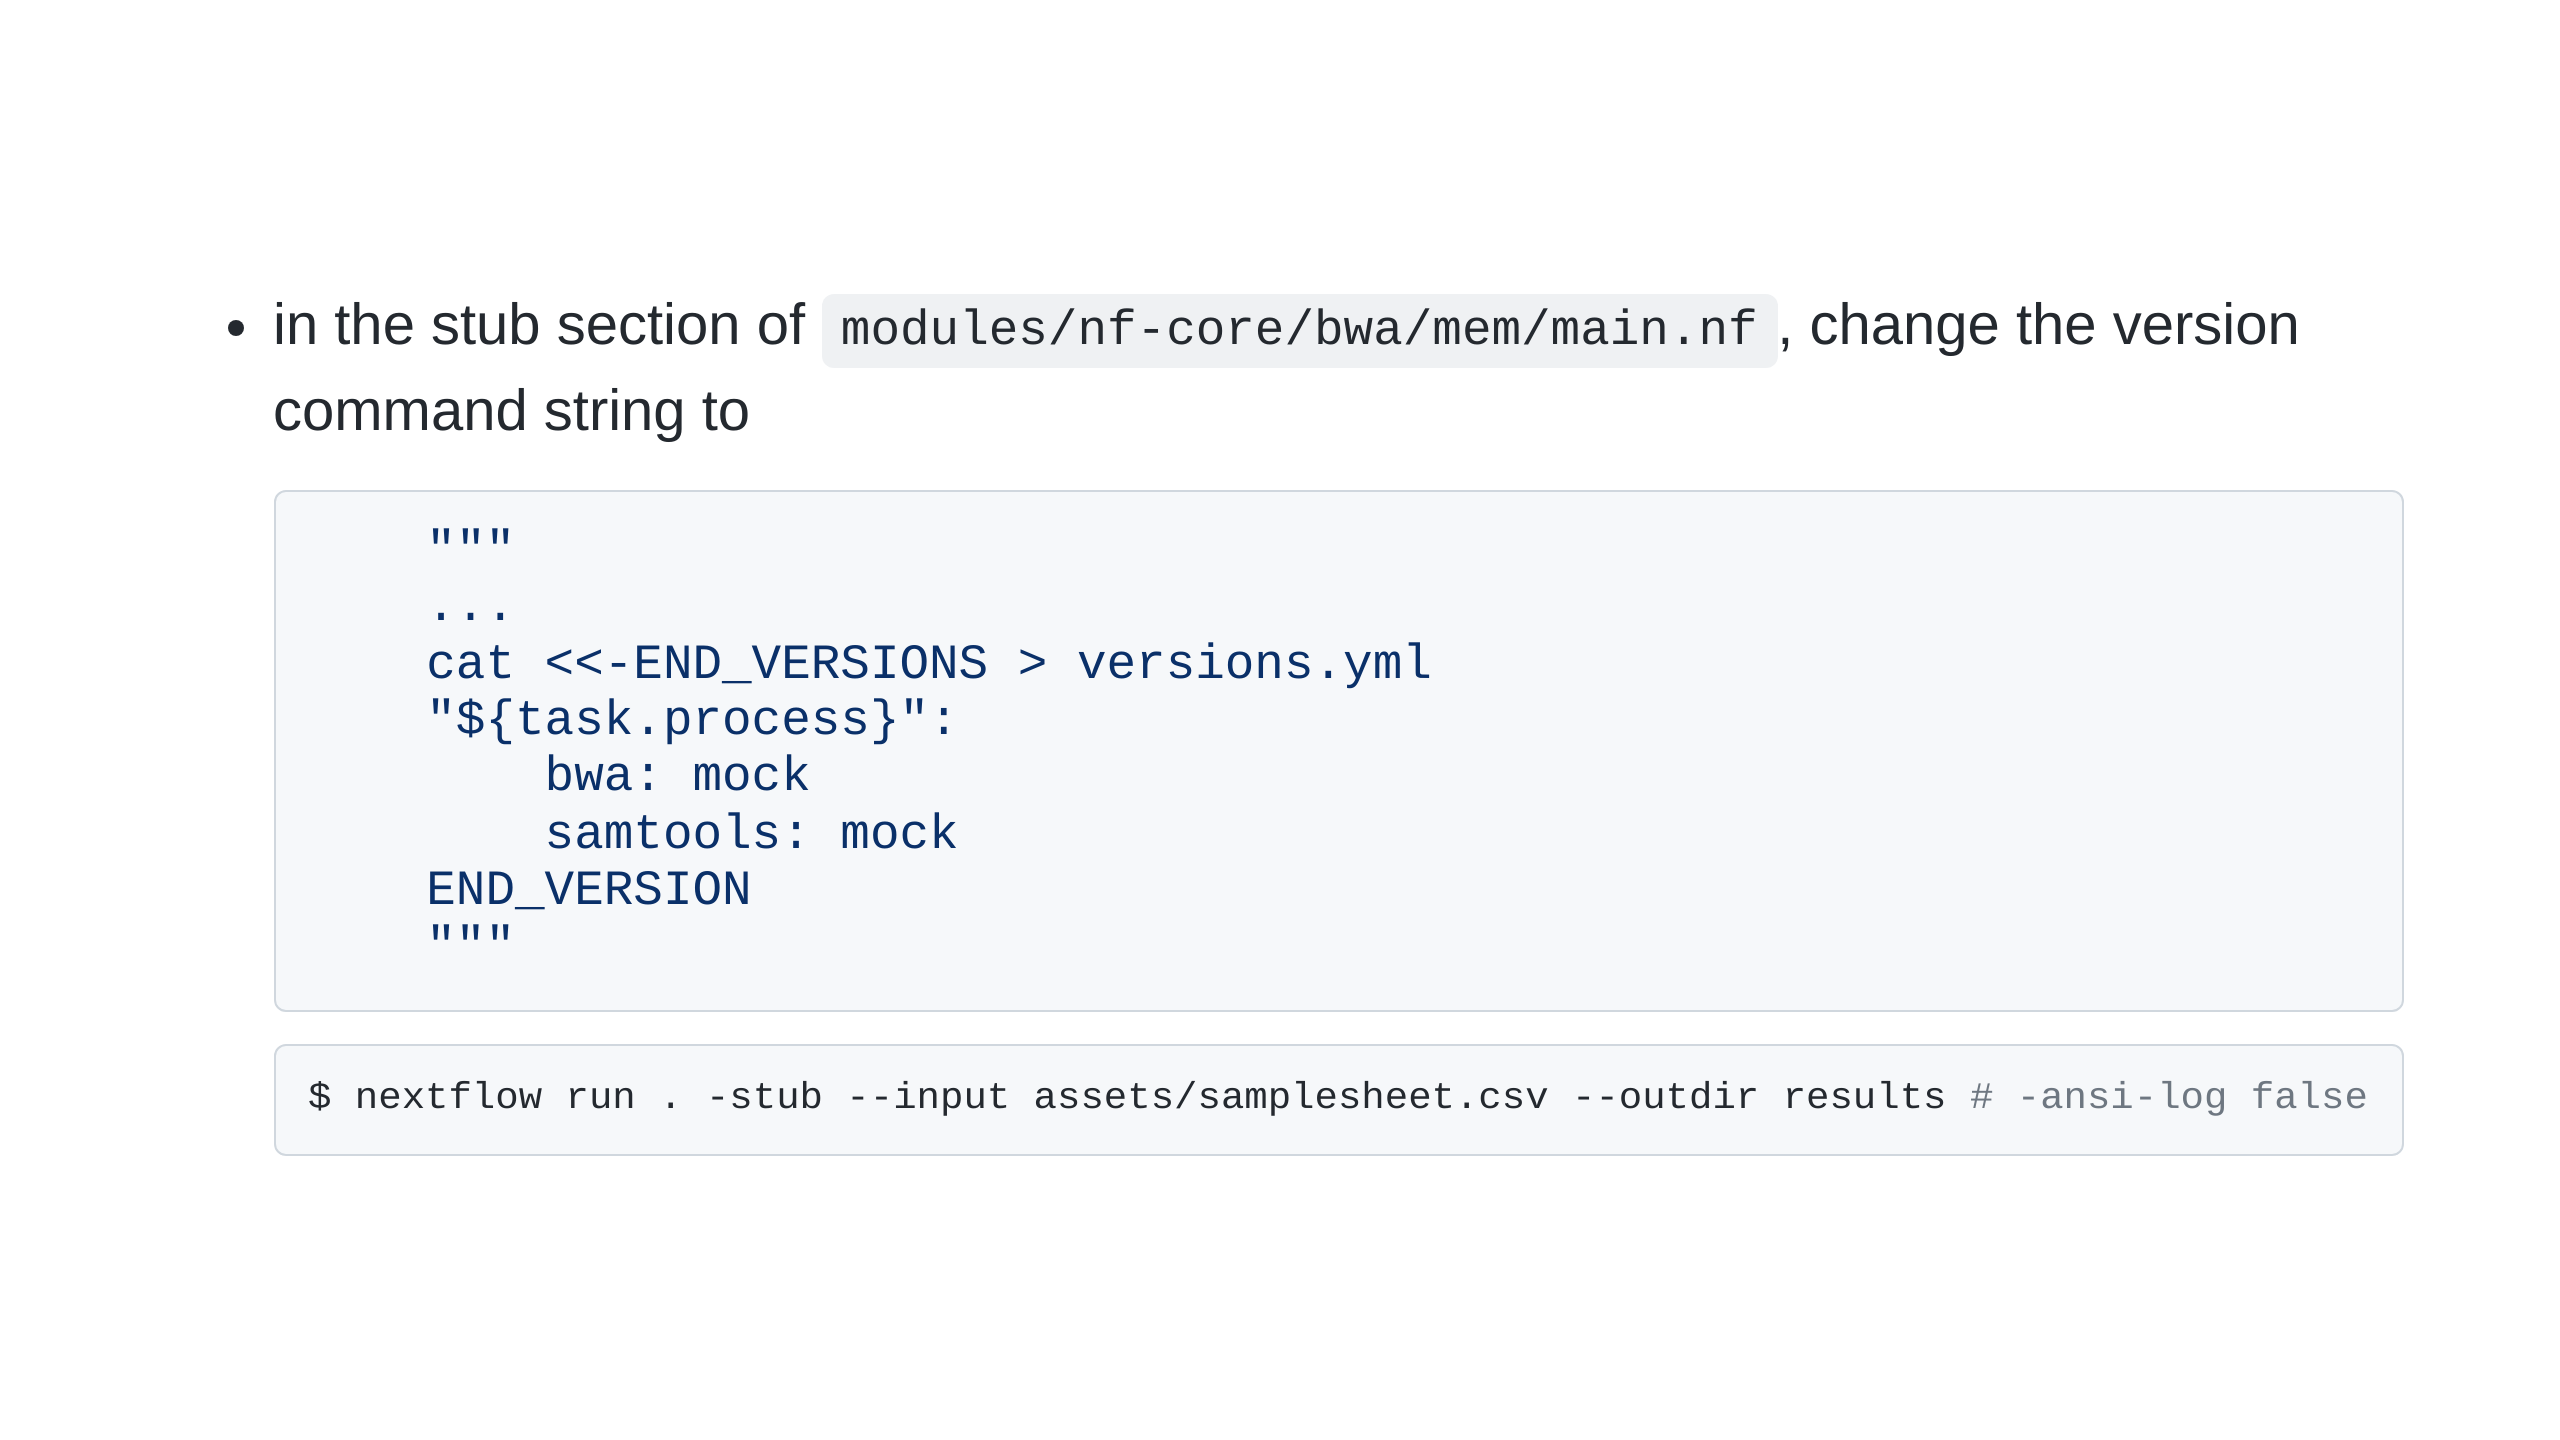 • in the stub section of modules/nf-core/bwa/mem/main.nf, change the version
command string to
"""
...
cat <<-END_VERSIONS > versions.yml
"${task.process}":
    bwa: mock
    samtools: mock
END_VERSION
"""
$ nextflow run . -stub --input assets/samplesheet.csv --outdir results # -ansi-log false